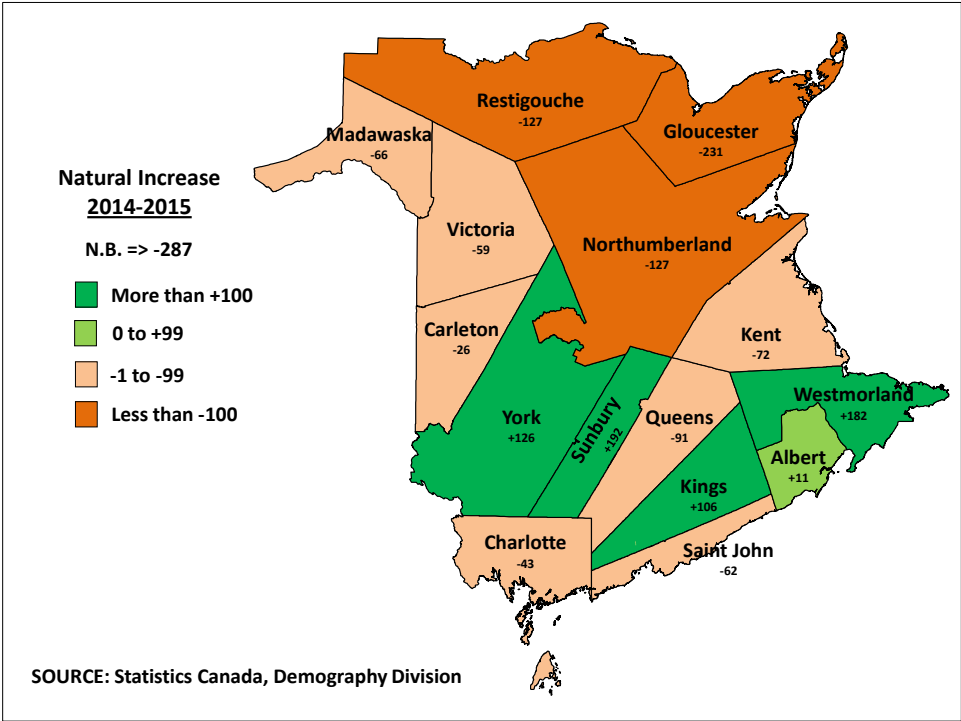 Natural Increase
2014-2015
N.B. => -287
More than +100
0 to +99
-1 to -99
Less than -100
Restigouche
-127
Gloucester
-231
Madawaska
-66
Victoria
-59
Northumberland
-127
Carleton
-26
Kent
-72
York
+126
Sunbury
+192
Queens
-91
Westmorland
+182
Albert
+11
Kings
+106
Charlotte
-43
Saint John
-62
SOURCE: Statistics Canada, Demography Division